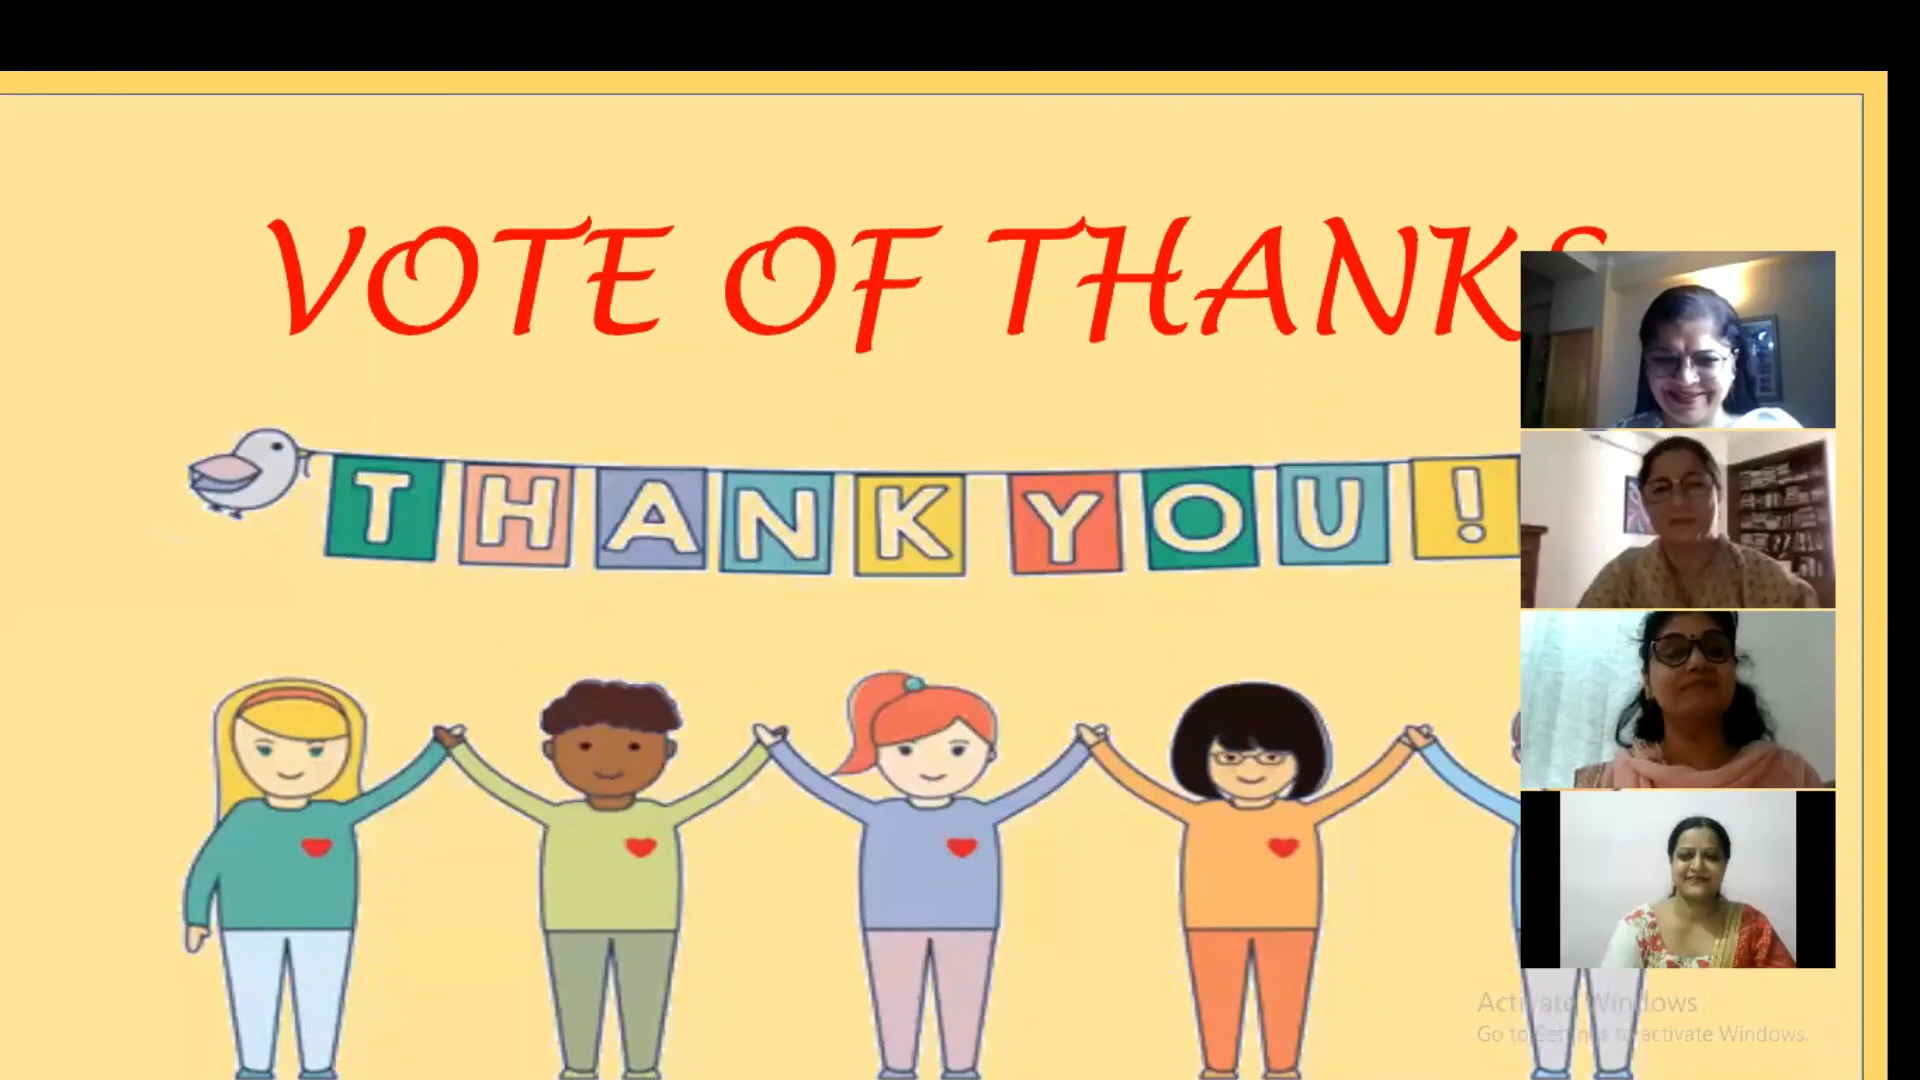 VOTE OF THANKS
THANK YOU!
Activate Windows
Go to Settings to activate Windows.